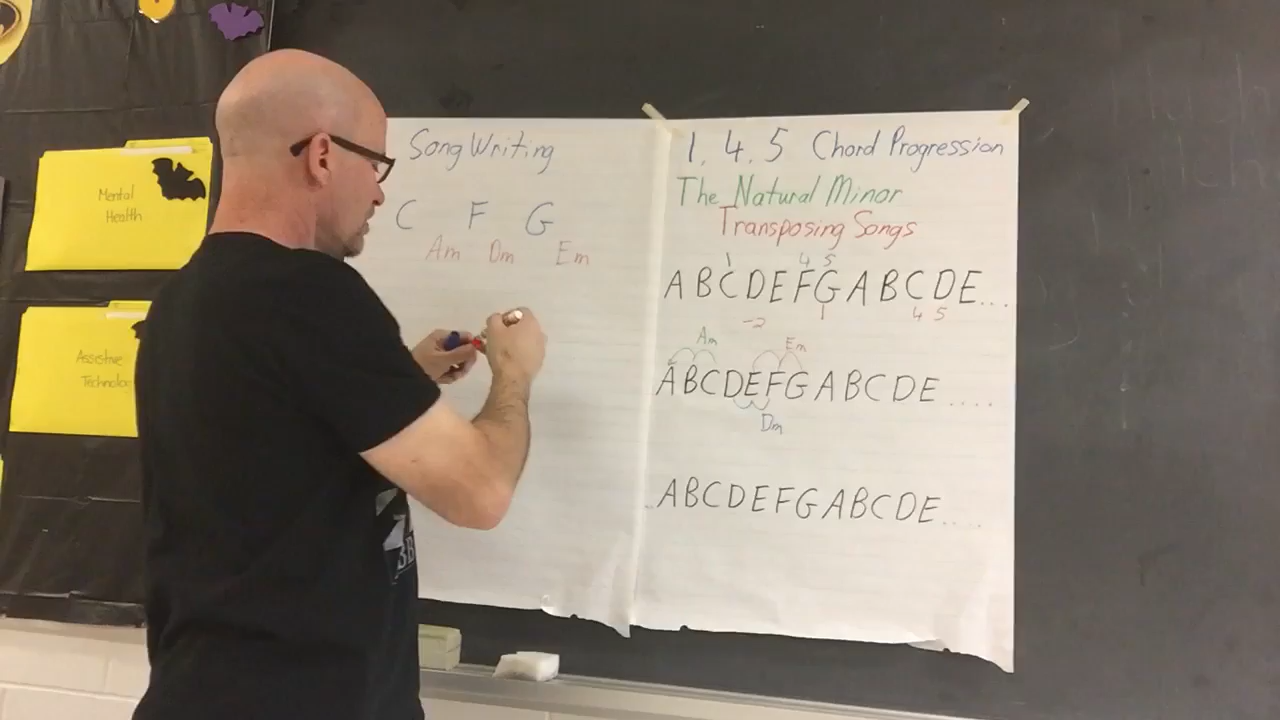 Mental
Health
Assistive
Song Writing
C F G
Am Dm Em
1, 4, 5 Chord Progression
The Natural Minor
Transposing Songs
1 4 5
ABCDEFGABCDE...
-2 1 4 5
Am Em
ABCDEFGABCDE....
Dm
ABCDEFGABCDE....